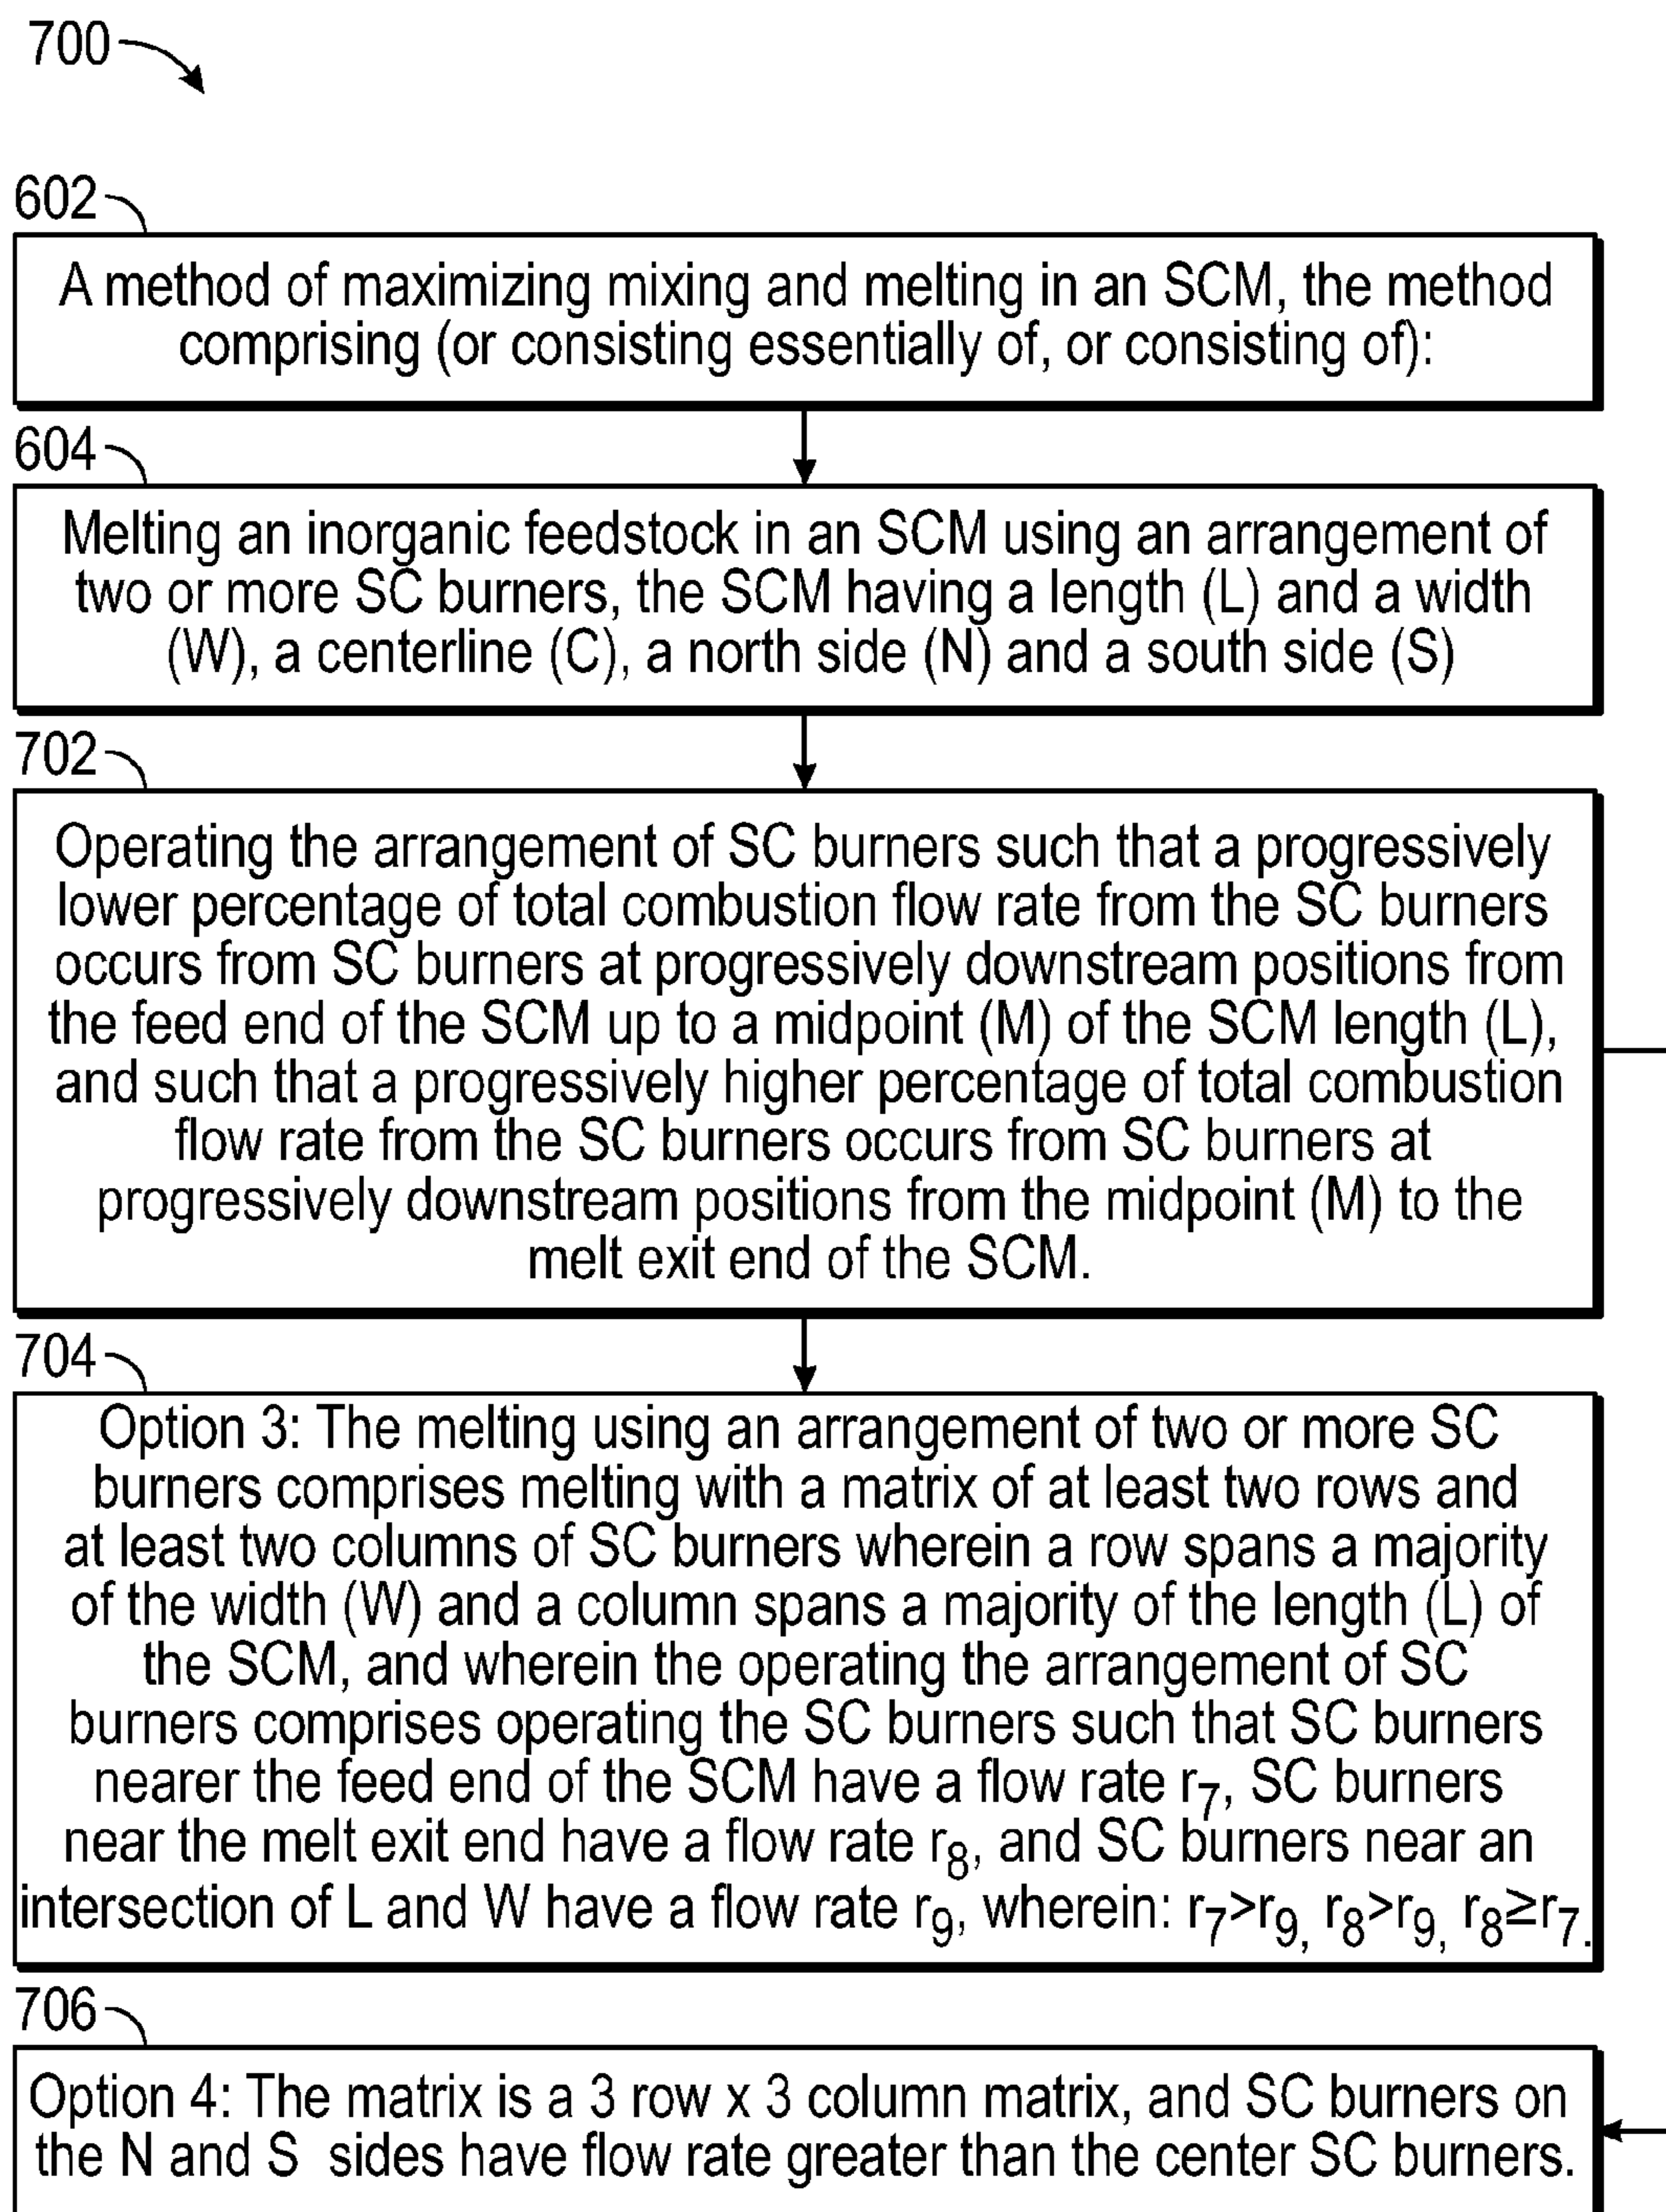 700
602
A method of maximizing mixing and melting in an SCM, the method
comprising (or consisting essentially of, or consisting of):
604
Melting an inorganic feedstock in an SCM using an arrangement of
two or more SC burners, the SCM having a length (L) and a width
(W), a centerline (C), a north side (N) and a south side (S)
702
Operating the arrangement of SC burners such that a progressively
lower percentage of total combustion flow rate from the SC burners
occurs from SC burners at progressively downstream positions from
the feed end of the SCM up to a midpoint (M) of the SCM length (L),
and such that a progressively higher percentage of total combustion
flow rate from the SC burners occurs from SC burners at
progressively downstream positions from the midpoint (M) to the
melt exit end of the SCM.
704
Option 3: The melting using an arrangement of two or more SC
burners comprises melting with a matrix of at least two rows and
at least two columns of SC burners wherein a row spans a majority
of the width (W) and a column spans a majority of the length (L) of
the SCM, and wherein the operating the arrangement of SC
burners comprises operating the SC burners such that SC burners
nearer the feed end of the SCM have a flow rate r₇, SC burners
near the melt exit end have a flow rate r₈, and SC burners near an
intersection of L and W have a flow rate r₉, wherein: r₇>r₉, r₈>r₉, r₈≥r₇.
706
Option 4: The matrix is a 3 row x 3 column matrix, and SC burners on
the N and S sides have flow rate greater than the center SC burners.